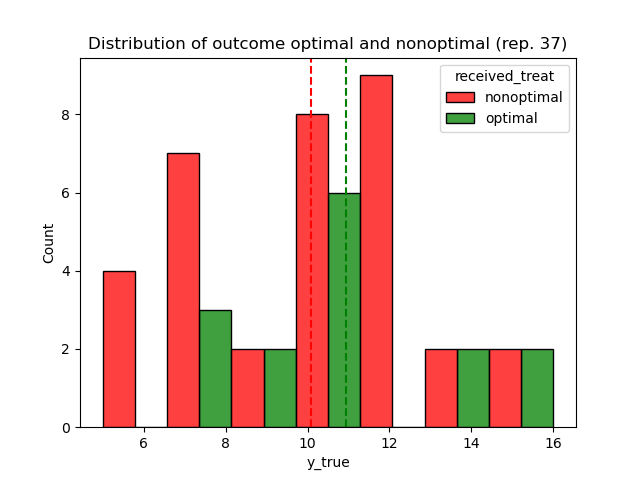 Distribution of outcome optimal and nonoptimal (rep. 37)
received_treat
nonoptimal
optimal
Count
8
6
4
2
0
6 8 10 12 14 16
y_true